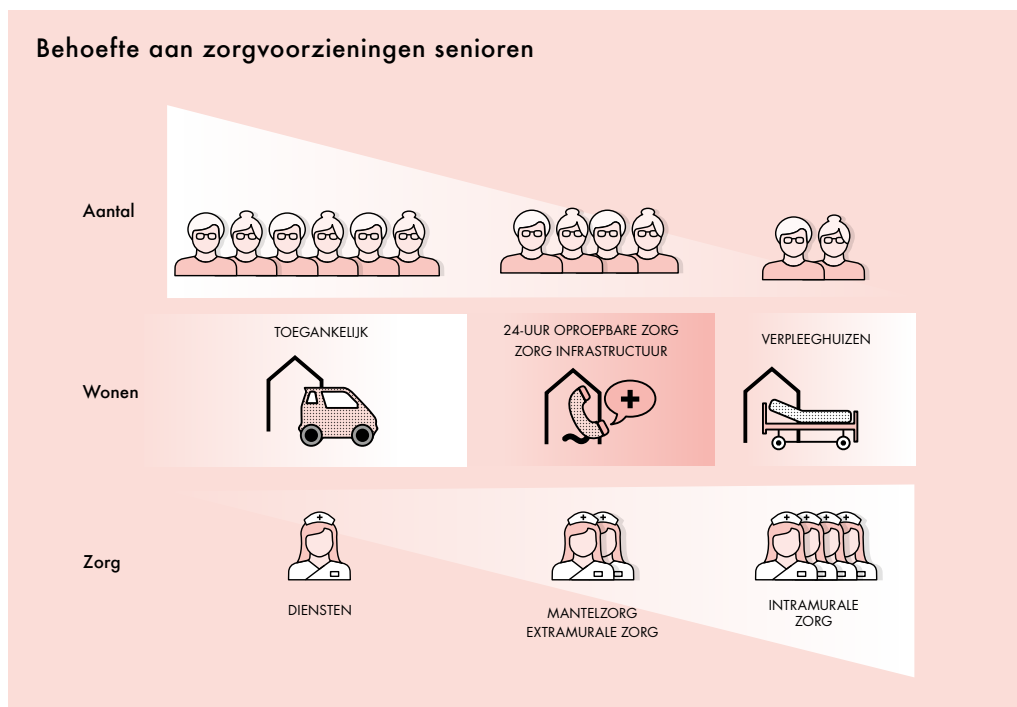 Behoefte aan zorgvoorzieningen senioren
Aantal
Wonen
TOEGANKELIJK
24-UUR OPROEPBARE ZORG
ZORG INFRASTRUCTUUR
VERPLEEGHUIZEN
Zorg
DIENSTEN
MANTELZORG
EXTRAMURALE ZORG
INTRAMURALE
ZORG